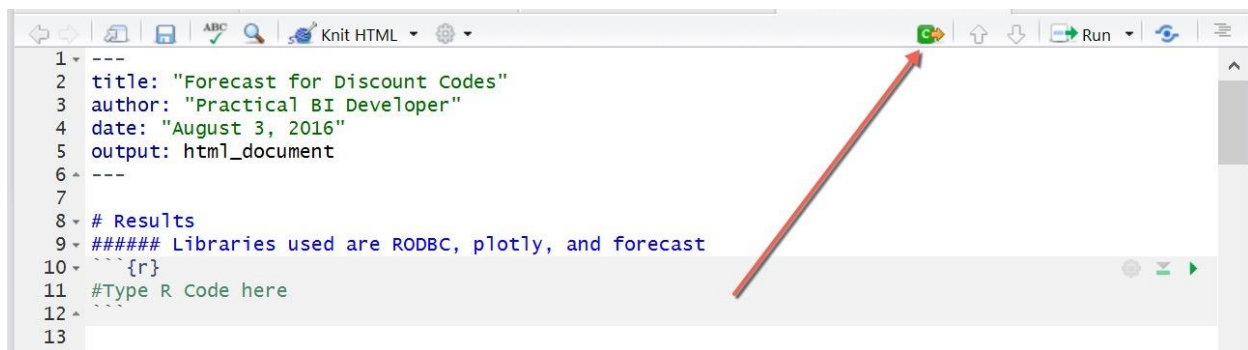 ABC Knit HTML C Run
1 ---
2 title: "Forecast for Discount Codes"
3 author: "Practical BI Developer"
4 date: "August 3, 2016"
5 output: html_document
6 ---
7
8 # Results
9 ###### Libraries used are RODBC, plotly, and forecast
10 ```{r}
11 #Type R Code here
12 ```
13